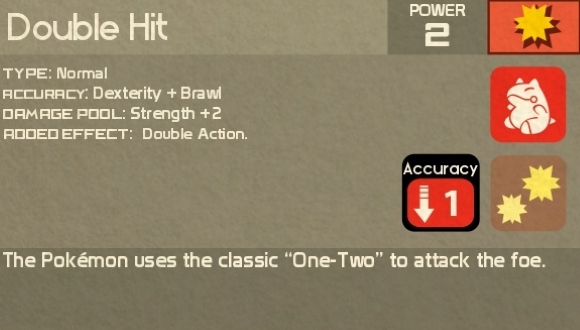 Double Hit
POWER
2
TYPE: Normal
ACCURACY: Dexterity + Brawl
DAMAGE POOL: Strength +2
ADDED EFFECT: Double Action.
Accuracy
1
The Pokémon uses the classic “One-Two” to attack the foe.